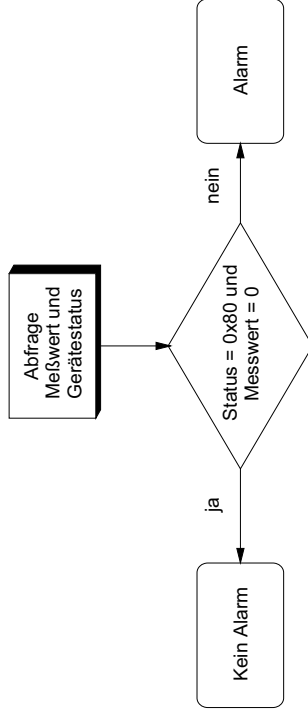 Abfrage
Meßwert und
Gerätestatus
Status = 0x80 und
Messwert = 0
ja
nein
Kein Alarm
Alarm